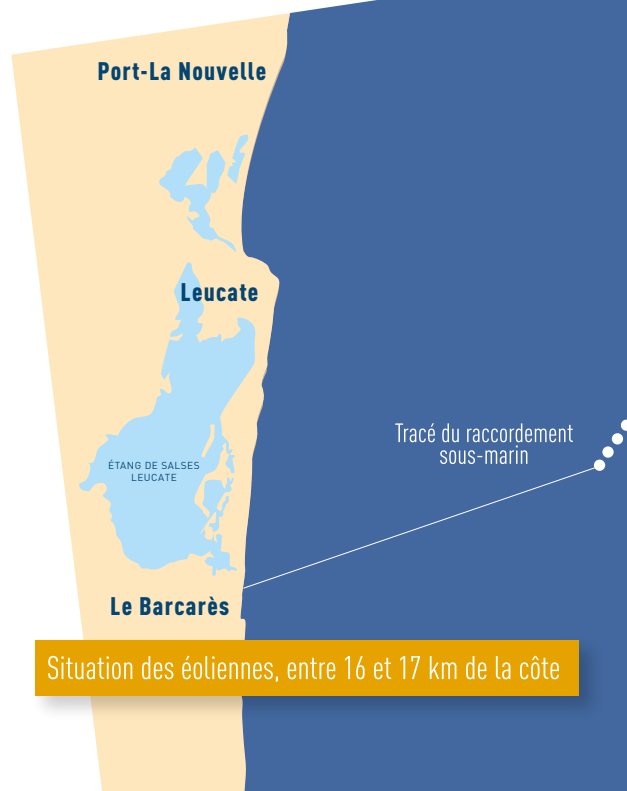 Port-La Nouvelle
Leucate
Tracé du raccordement
sous-marin
ÉTANG DE SALSES
LEUCATE
Le Barcarès
Situation des éoliennes, entre 16 et 17 km de la côte